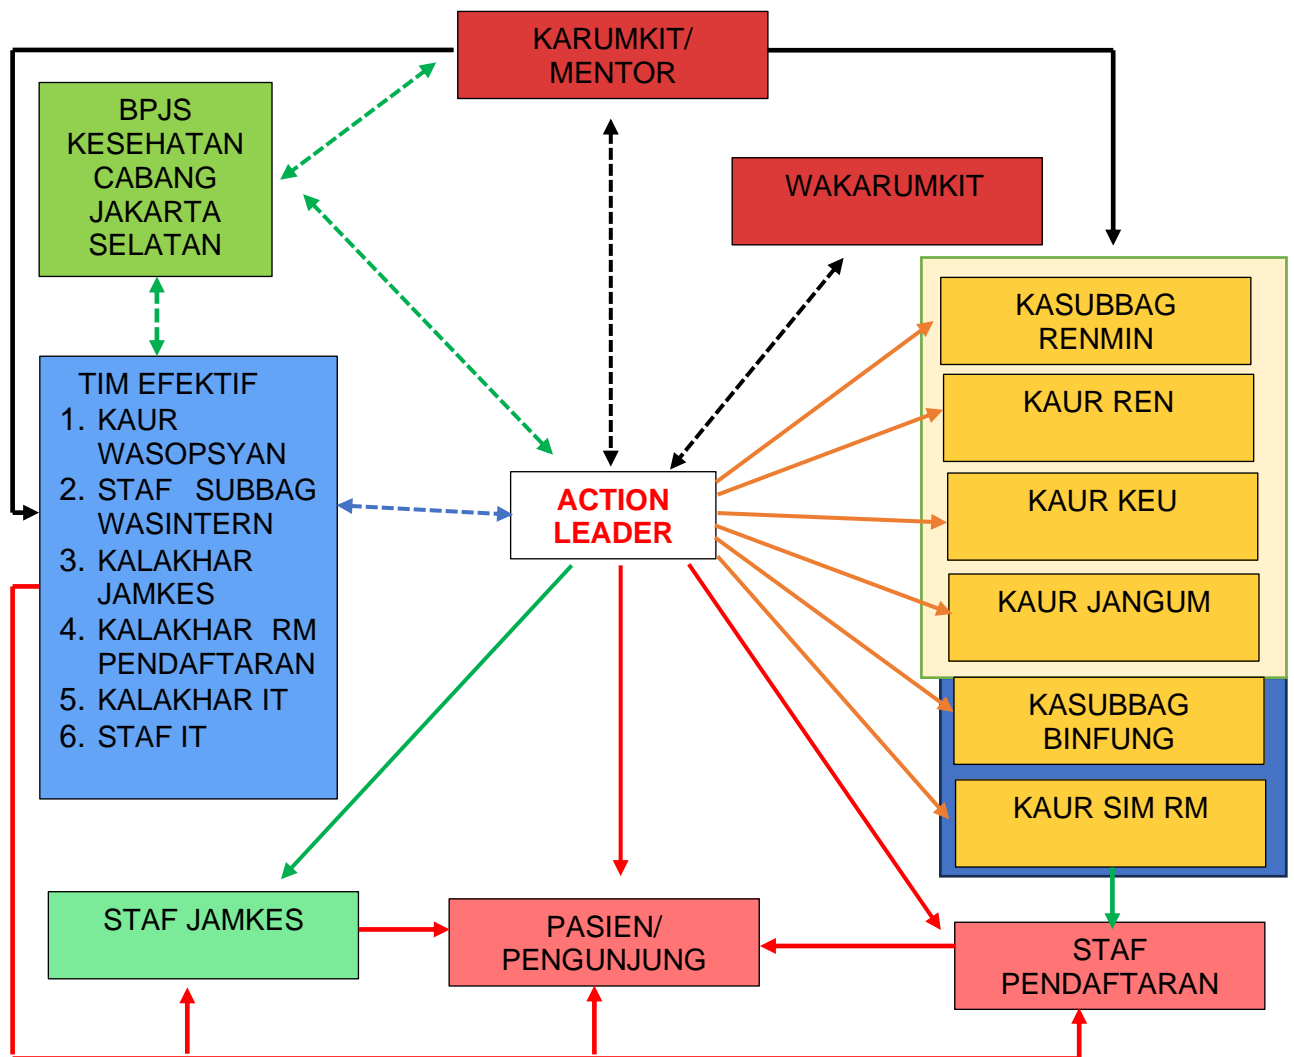 KARUMKIT/
MENTOR
BPJS
KESEHATAN
CABANG
JAKARTA
SELATAN
WAKARUMKIT
KASUBBAG
RENMIN
KAUR REN
KAUR KEU
KAUR JANGUM
KASUBBAG
BINFUNG
KAUR SIM RM
TIM EFEKTIF
1. KAUR
WASOPSYAN
2. STAF SUBBAG
WASINTERN
3. KALAKHAR
JAMKES
4. KALAKHAR RM
PENDAFTARAN
5. KALAKHAR IT
6. STAF IT
ACTION
LEADER
STAF JAMKES
PASIEN/
PENGUNJUNG
STAF
PENDAFTARAN